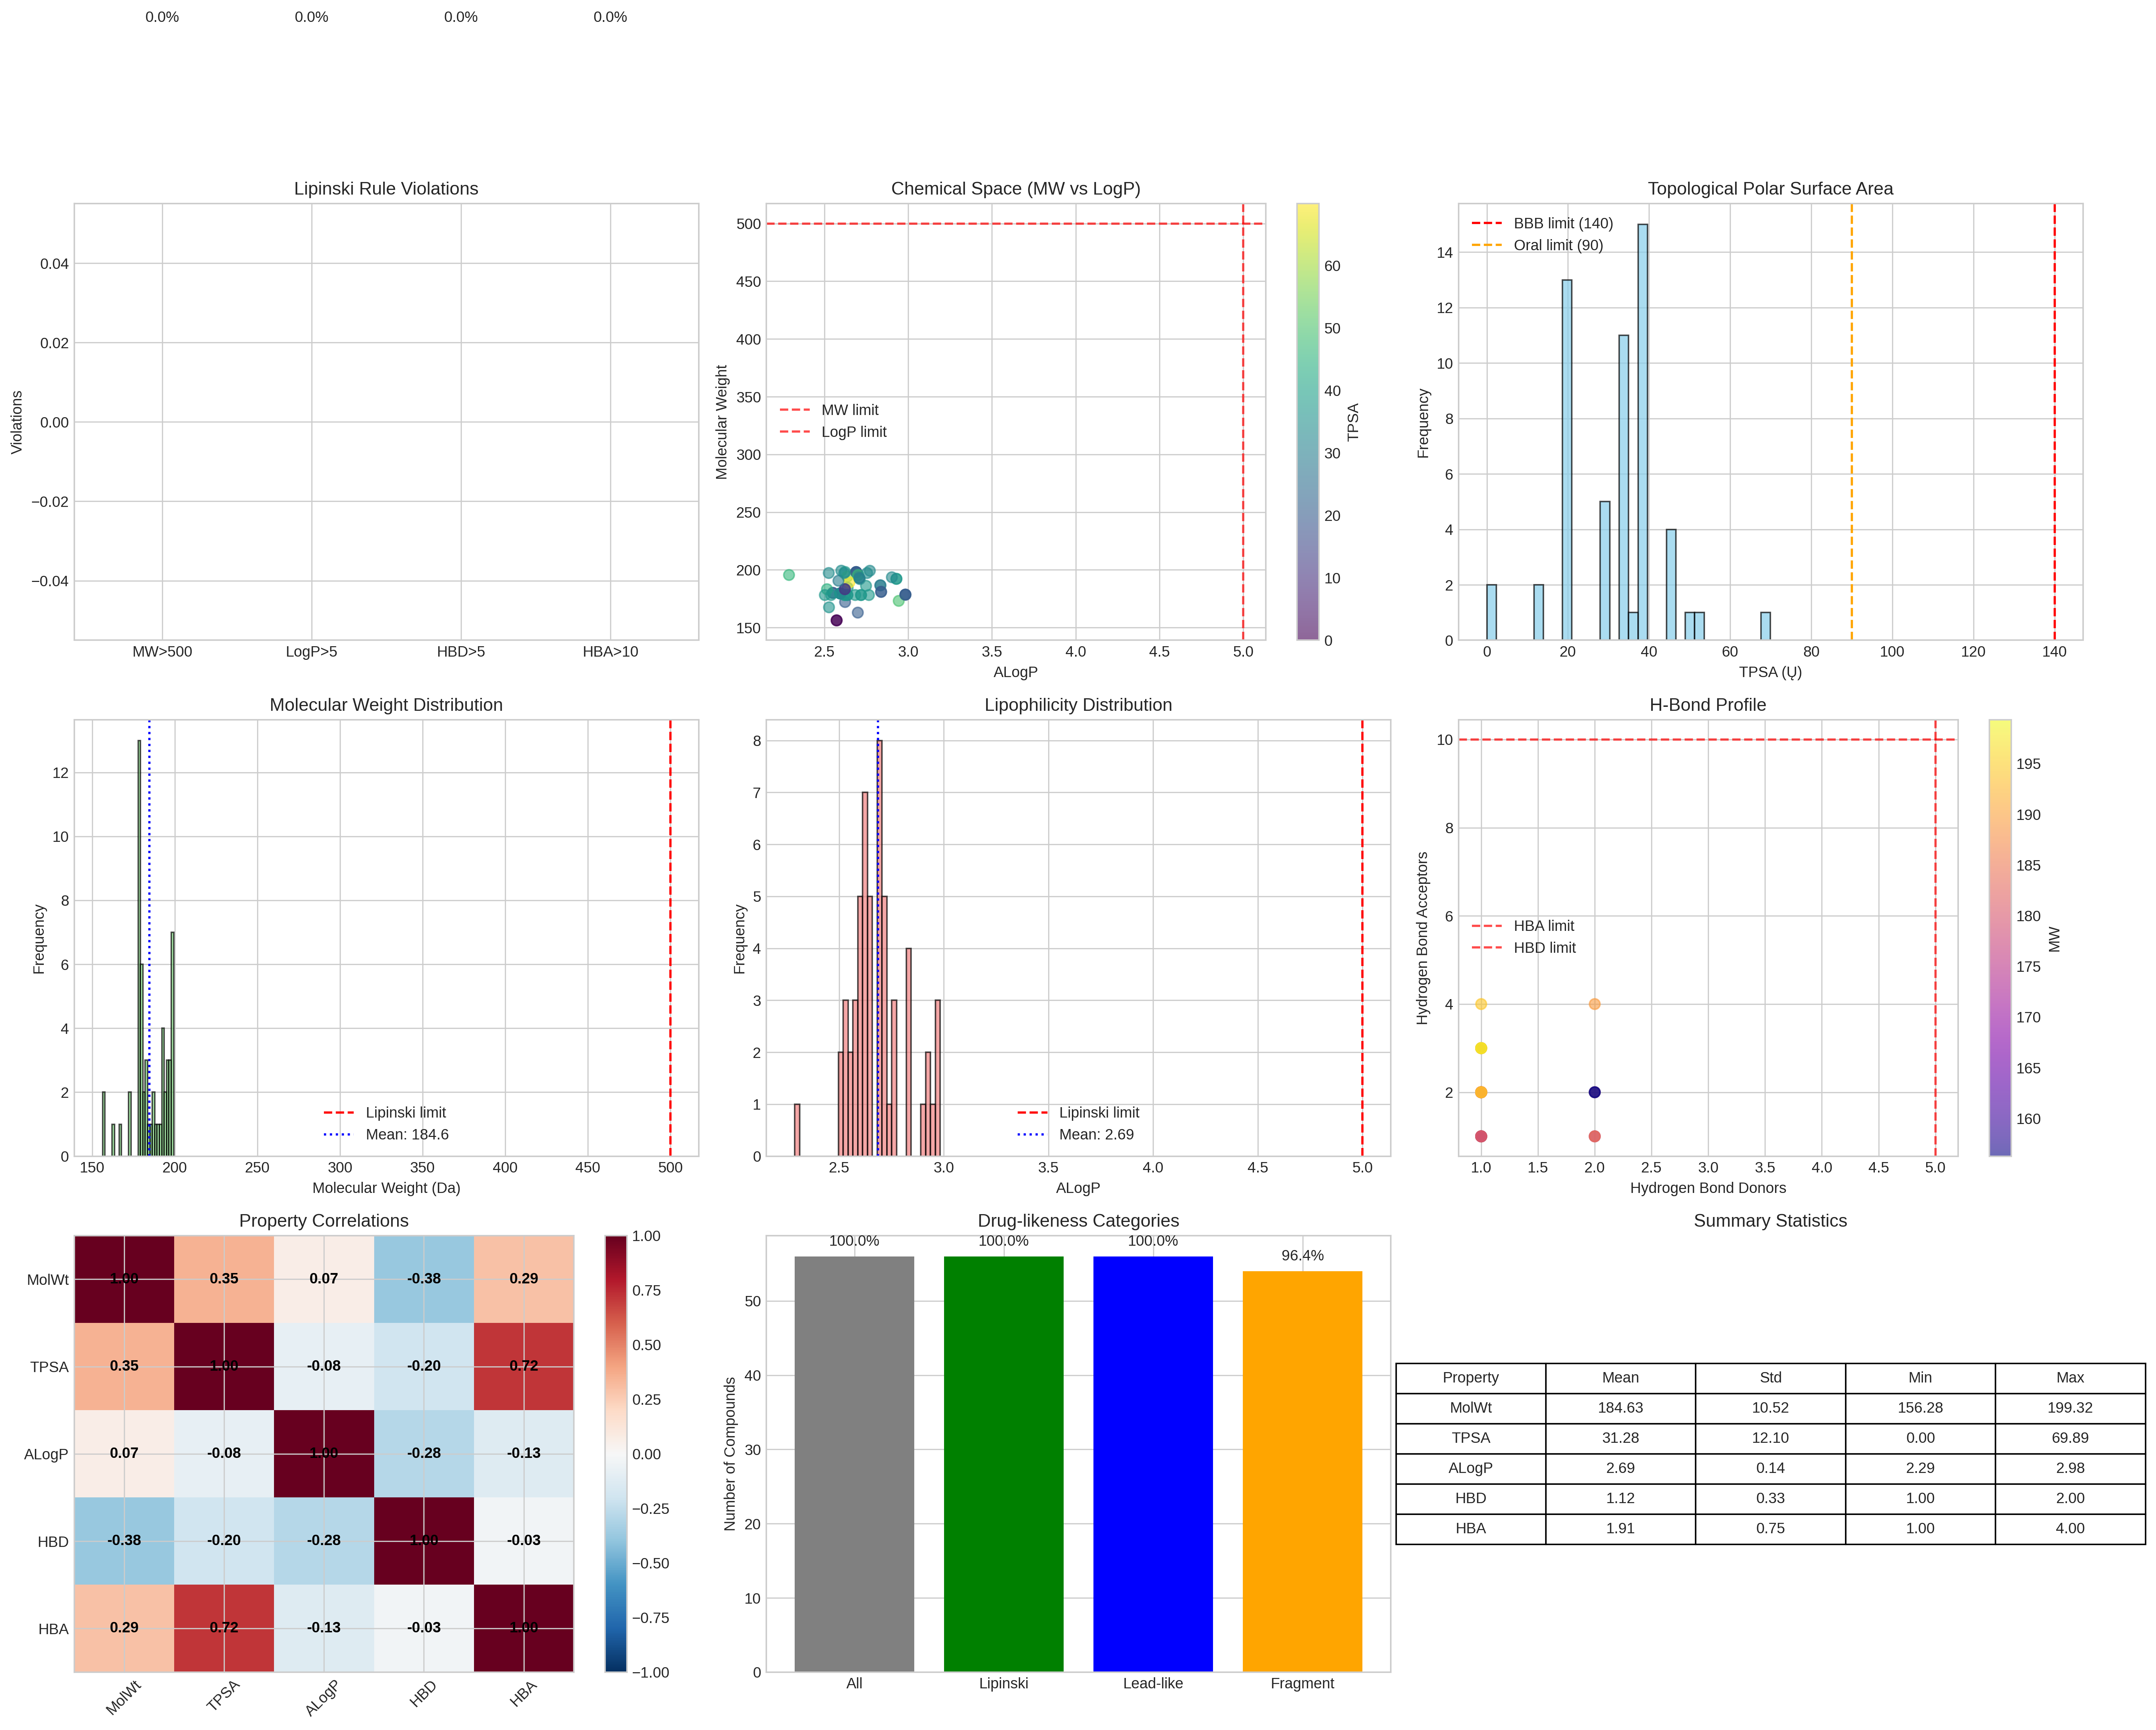 0.0% 0.0% 0.0% 0.0%
Lipinski Rule Violations
Violations
0.04
0.02
0.00
−0.02
−0.04
MW>500 LogP>5 HBD>5 HBA>10
Chemical Space (MW vs LogP)
Molecular Weight
500
450
400
350
300
250
200
150
MW limit
LogP limit
2.5 3.0 3.5 4.0 4.5 5.0
ALogP
60
50
40
30
20
10
0
TPSA
Topological Polar Surface Area
Frequency
14
12
10
8
6
4
2
0
BBB limit (140)
Oral limit (90)
0 20 40 60 80 100 120 140
TPSA (Ų)
Molecular Weight Distribution
Frequency
12
10
8
6
4
2
0
Lipinski limit
Mean: 184.6
150 200 250 300 350 400 450 500
Molecular Weight (Da)
Lipophilicity Distribution
Frequency
8
7
6
5
4
3
2
1
0
Lipinski limit
Mean: 2.69
2.5 3.0 3.5 4.0 4.5 5.0
ALogP
H-Bond Profile
Hydrogen Bond Acceptors
10
8
6
4
2
HBA limit
HBD limit
1.0 1.5 2.0 2.5 3.0 3.5 4.0 4.5 5.0
Hydrogen Bond Donors
195
190
185
180
175
170
165
160
MW
Property Correlations
MolWt 1.00 0.35 0.07 -0.38 0.29
TPSA 0.35 1.00 -0.08 -0.20 0.72
ALogP 0.07 -0.08 1.00 -0.28 -0.13
HBD -0.38 -0.20 -0.28 1.00 -0.03
HBA 0.29 0.72 -0.13 -0.03 1.00
MolWt TPSA ALogP HBD HBA
1.00
0.75
0.50
0.25
0.00
−0.25
−0.50
−0.75
−1.00
Drug-likeness Categories
Number of Compounds
100.0% 100.0% 100.0% 96.4%
50
40
30
20
10
0
All Lipinski Lead-like Fragment
Summary Statistics
Property Mean Std Min Max
MolWt 184.63 10.52 156.28 199.32
TPSA 31.28 12.10 0.00 69.89
ALogP 2.69 0.14 2.29 2.98
HBD 1.12 0.33 1.00 2.00
HBA 1.91 0.75 1.00 4.00